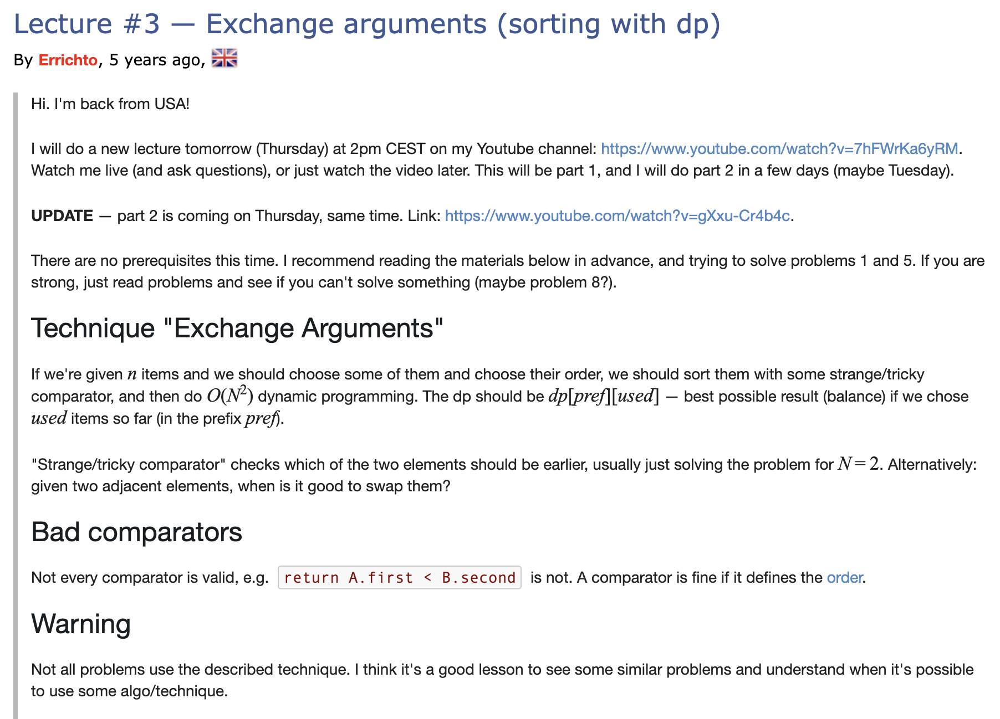 Lecture #3 — Exchange arguments (sorting with dp)
By Errichto, 5 years ago,
Hi. I'm back from USA!
I will do a new lecture tomorrow (Thursday) at 2pm CEST on my Youtube channel: https://www.youtube.com/watch?v=7hFWrKa6yRM.
Watch me live (and ask questions), or just watch the video later. This will be part 1, and I will do part 2 in a few days (maybe Tuesday).
UPDATE — part 2 is coming on Thursday, same time. Link: https://www.youtube.com/watch?v=gXxu-Cr4b4c.
There are no prerequisites this time. I recommend reading the materials below in advance, and trying to solve problems 1 and 5. If you are
strong, just read problems and see if you can't solve something (maybe problem 8?).
Technique "Exchange Arguments"
If we're given n items and we should choose some of them and choose their order, we should sort them with some strange/tricky
comparator, and then do O(N²) dynamic programming. The dp should be dp[pref][used] — best possible result (balance) if we chose
used items so far (in the prefix pref).
"Strange/tricky comparator" checks which of the two elements should be earlier, usually just solving the problem for N = 2. Alternatively:
given two adjacent elements, when is it good to swap them?
Bad comparators
Not every comparator is valid, e.g. return A.first < B.second is not. A comparator is fine if it defines the order.
Warning
Not all problems use the described technique. I think it's a good lesson to see some similar problems and understand when it's possible
to use some algo/technique.